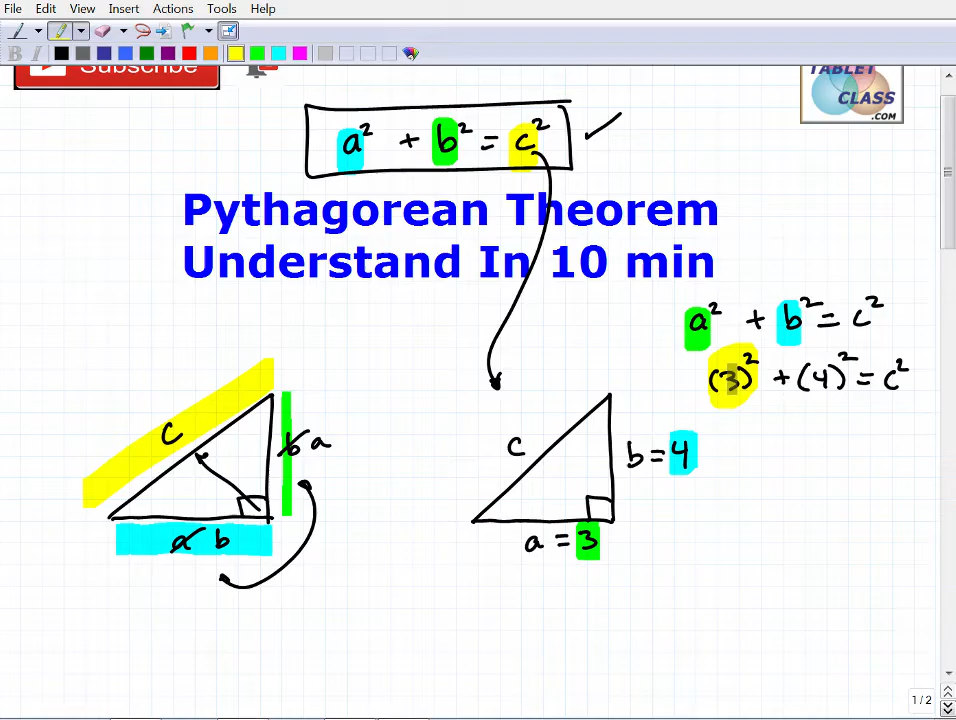 File Edit View Insert Actions Tools Help
B I
Subscribe
TABLET
CLASS
.COM
a² + b² = c²
Pythagorean Theorem
Understand In 10 min
a² + b² = c²
(3)² + (4)² = c²
c
b a
a b
c
b = 4
a = 3
1 / 2